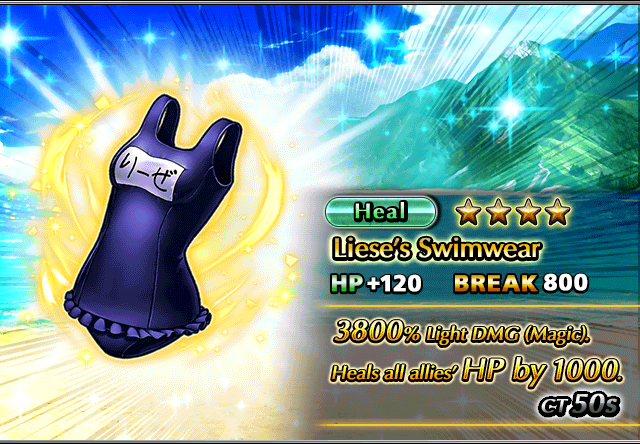 りーぜ
Heal
Liese's Swimwear
HP+120 BREAK 800
3800% Light DMG (Magic).
Heals all allies' HP by 1000.
CT 50s